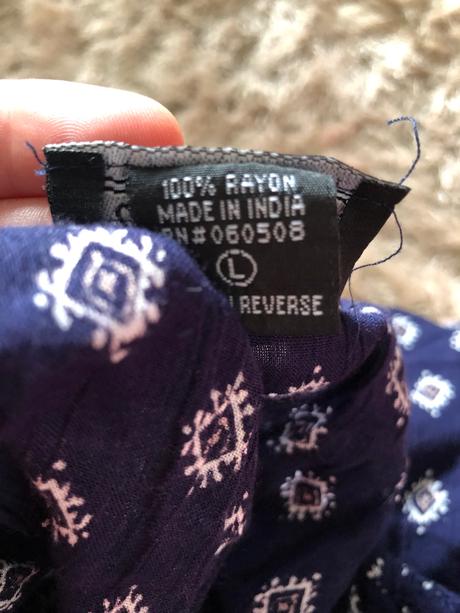 100% RAYON
MADE IN INDIA
RN#060508
L
REVERSE